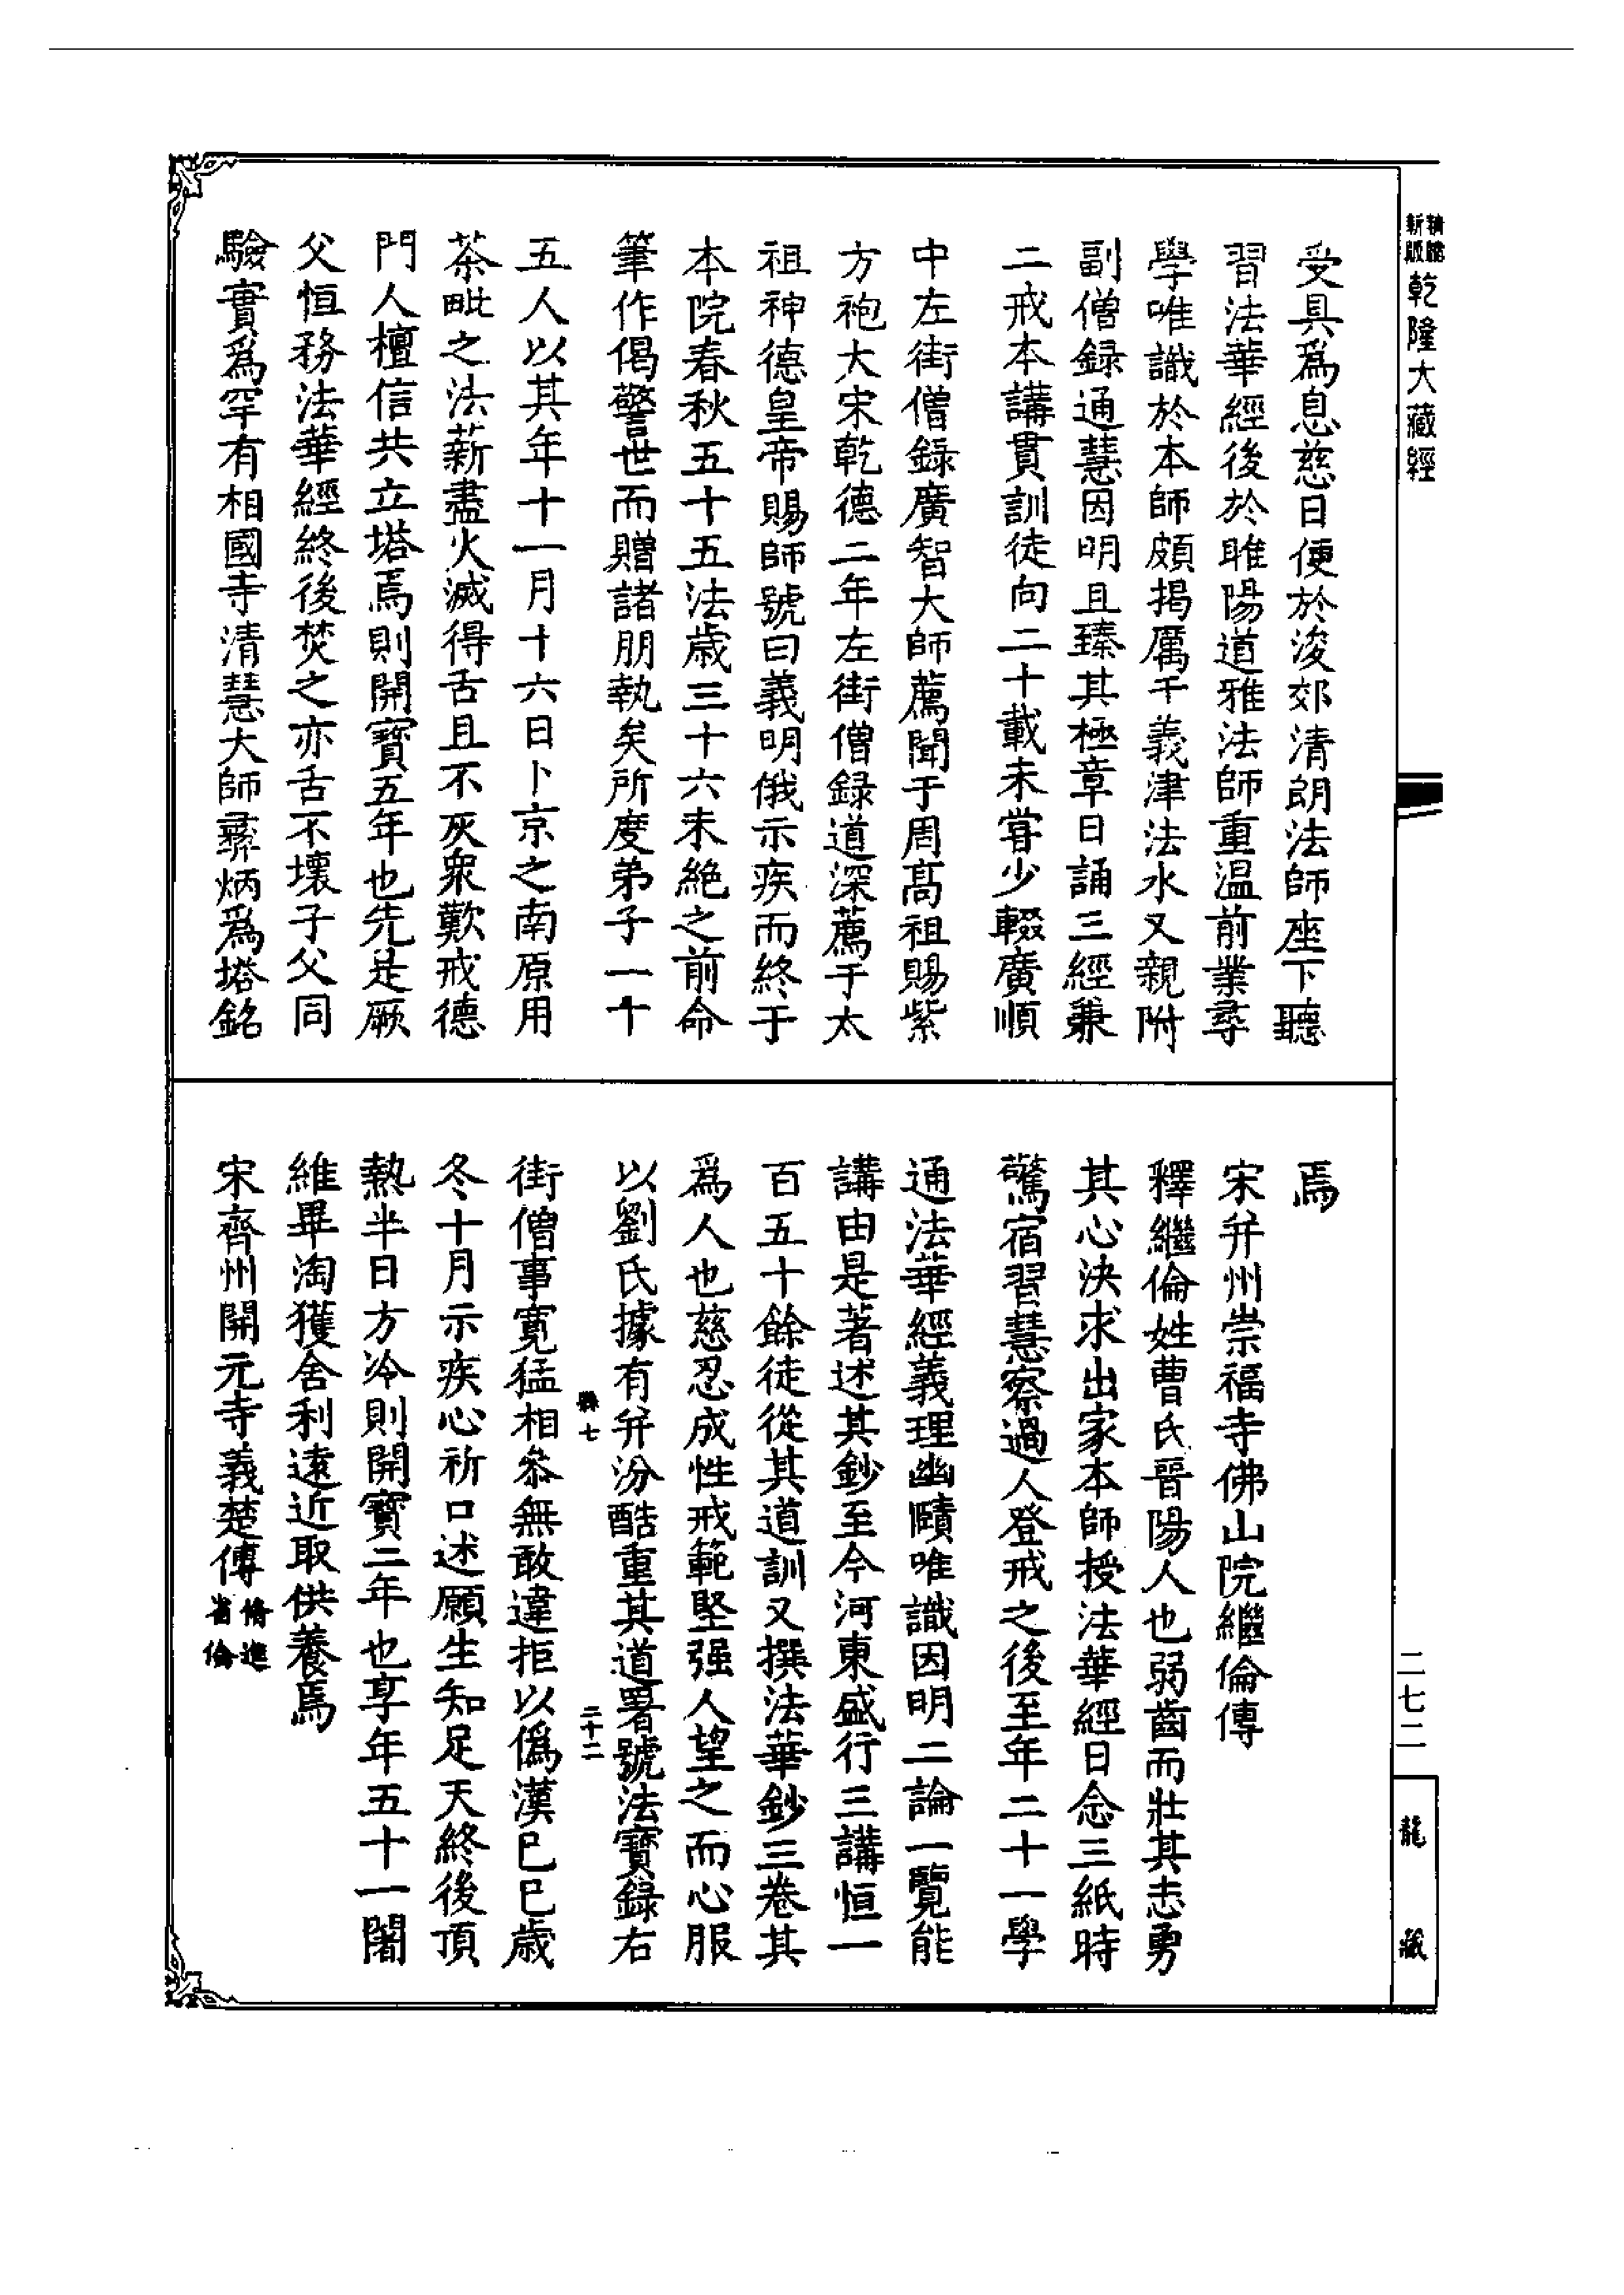 乾隆大藏經
受具爲息慈日便於浚郊清朗法師座下聽
習法華經後於睢陽道雅法師重温前業尋
學唯識於本師頗揭厲千義津法水又親附
副僧録通慧因明且臻其極章日誦三經兼
二戒本講貫訓徒向二十載未甞少輟廣順
中左街僧錄廣智大師薦聞于周髙祖賜紫
方袍大宋乾德二年左街僧録道深薦于太
祖神德皇帝賜師號曰義明俄示疾而終于
本院春秋五十五法歲三十六未絶之前命
筆作偈警世而贈諸朋執矣所度弟子一十
五人以其年十一月十六日卜京之南原用
茶毗之法薪盡火滅得舌且不灰衆歎戒德
門人檀信共立塔焉則開寶五年也先是厥
父恒務法華經終後焚之亦舌不壞子父同
驗實爲罕有相國寺清慧大師彛炳爲塔銘
焉
宋并州崇福寺佛山院繼倫傳
釋繼倫姓曹氏晉陽人也弱齒而壯其志勇
其心決求出家本師授法華經日念三紙時
驚宿習慧察過人登戒之後至年二十一學
通法華經義理幽賾唯識因明二論一覽能
講由是著述其鈔至今河東盛行三講恒一
百五十餘徒從其道訓又撰法華鈔三卷其
爲人也慈忍成性戒範堅强人望之而心服
以劉氏據有并汾酷重其道署號法寶録右
二十二
街僧事寬猛相叅無敢違拒以僞漢巳巳歲
冬十月示疾心祈口述願生知足天終後頂
熱半日方冷則開寶二年也享年五十一闍
維畢淘獲舍利遠近取供養焉
宋齊州開元寺義楚傳 脩進 省倫
二七二
龍藏